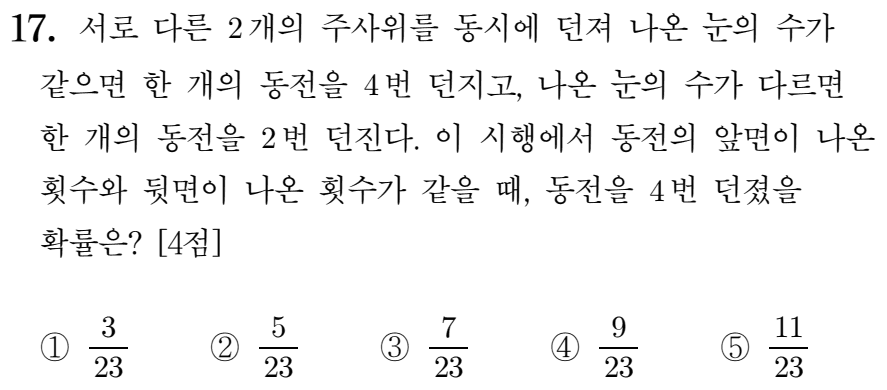 17. 서로 다른 2개의 주사위를 동시에 던져 나온 눈의 수가
같으면 한 개의 동전을 4번 던지고, 나온 눈의 수가 다르면
한 개의 동전을 2번 던진다. 이 시행에서 동전의 앞면이 나온
횟수와 뒷면이 나온 횟수가 같을 때, 동전을 4번 던졌을
확률은? [4점]
① 3/23 ② 5/23 ③ 7/23 ④ 9/23 ⑤ 11/23